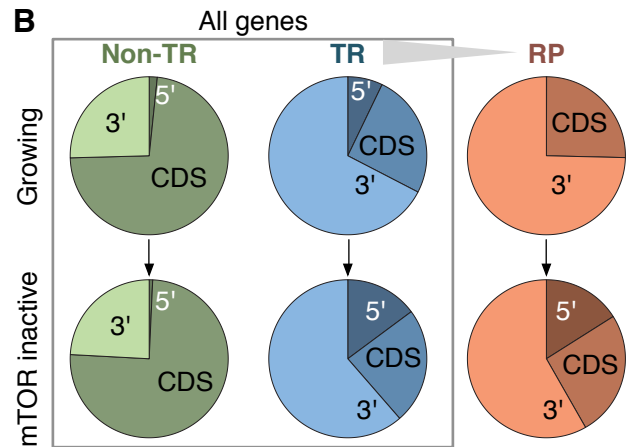 B
All genes
Non-TR
TR
RP
Growing
5'
3'
CDS
5'
CDS
3'
CDS
3'
mTOR inactive
5'
3'
CDS
5'
CDS
3'
5'
CDS
3'